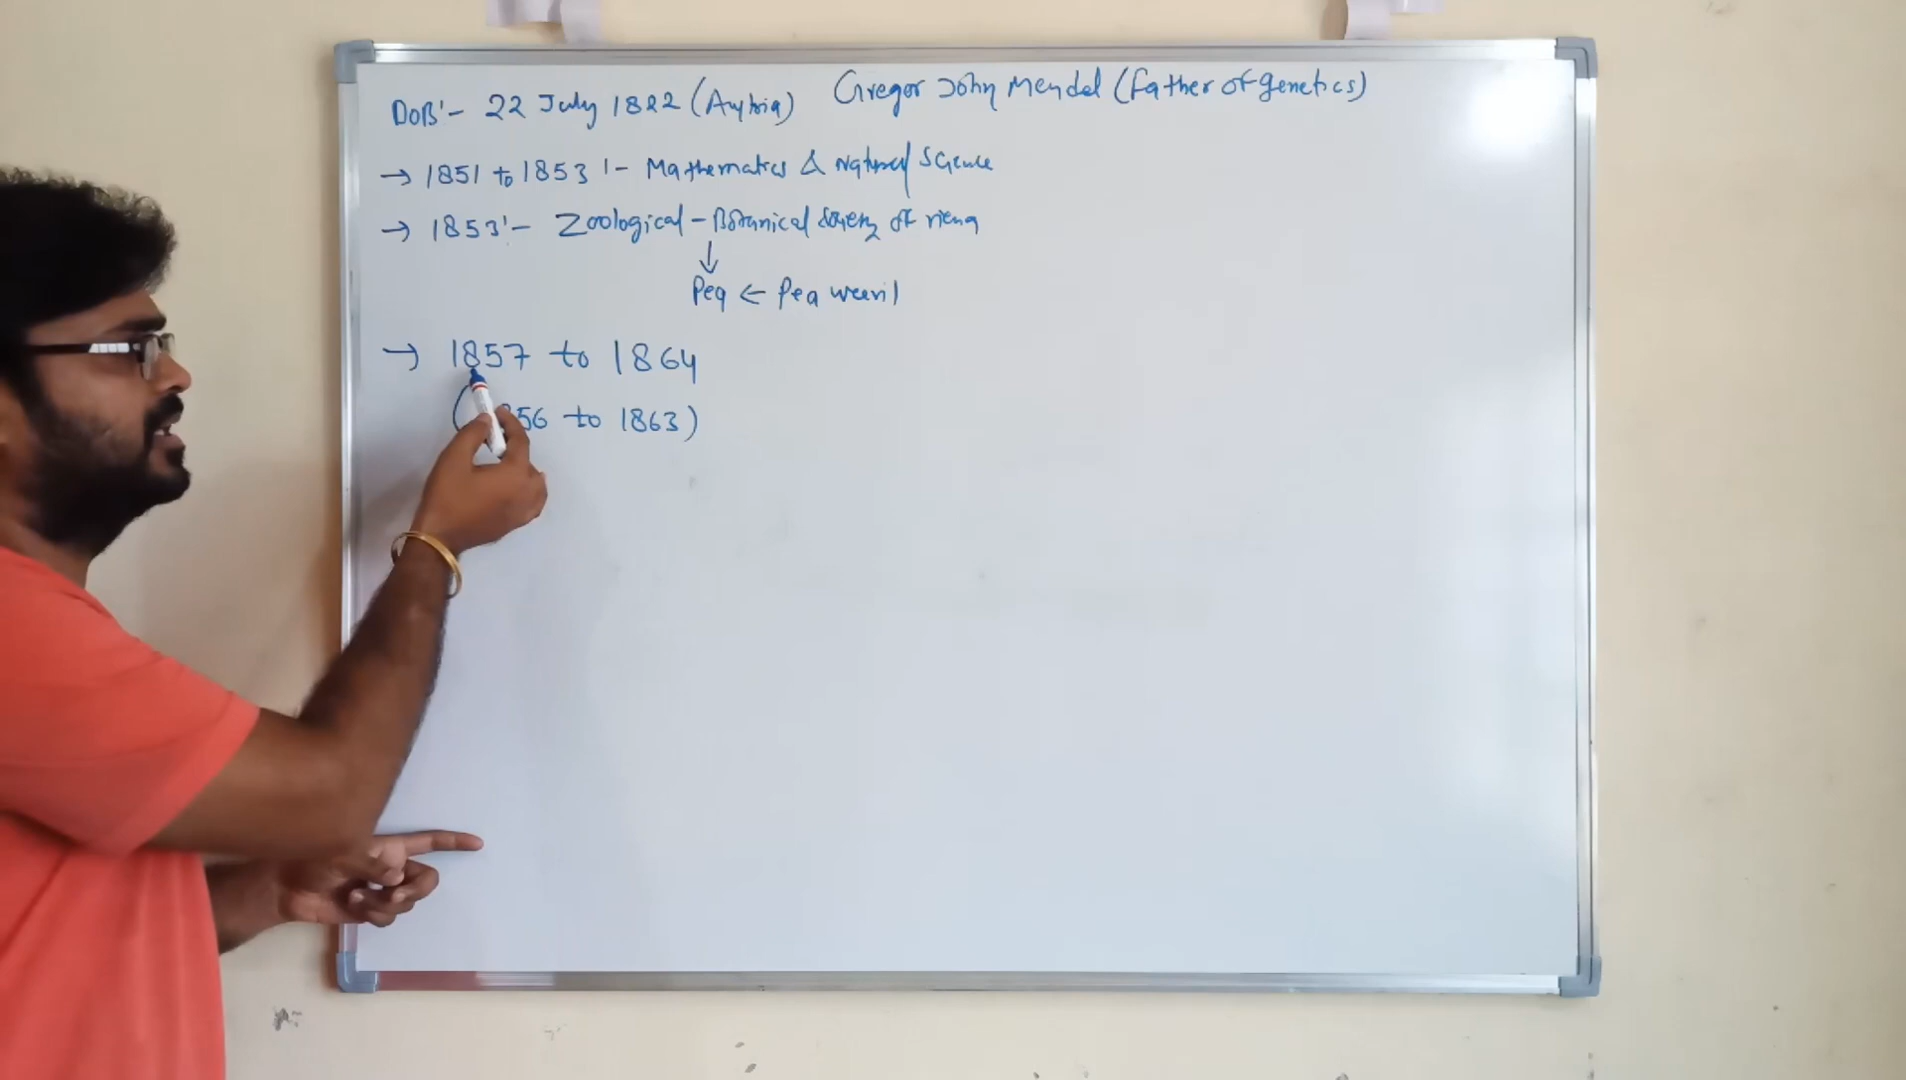 Gregor John Mendel (Father of genetics)
DOB:- 22 July 1822 (Austria)
→ 1851 to 1853 :- Mathematics & Natural Science
→ 1853:- Zoological - Botanical Society of Viena
↓
Pea ← Pea weevil
→ 1857 to 1864
(1856 to 1863)